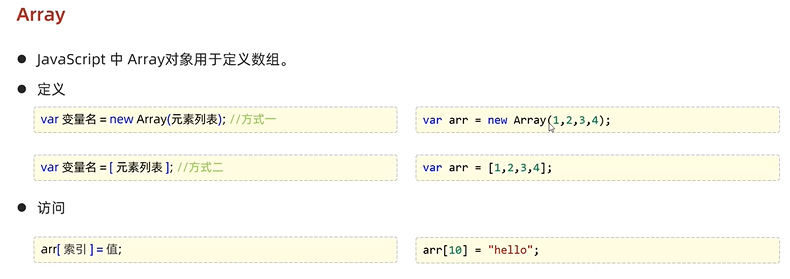 Array
● JavaScript 中 Array对象用于定义数组。
● 定义
var 变量名 = new Array(元素列表); //方式一
var arr = new Array(1,2,3,4);
var 变量名 = [ 元素列表 ]; //方式二
var arr = [1,2,3,4];
● 访问
arr[ 索引 ] = 值;
arr[10] = "hello";